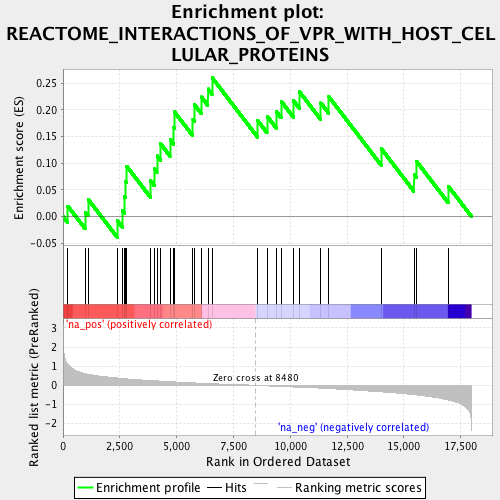 Enrichment plot:
REACTOME_INTERACTIONS_OF_VPR_WITH_HOST_CEL
LULAR_PROTEINS
Enrichment score (ES)
0.25
0.20
0.15
0.10
0.05
0.00
-0.05
'na_pos' (positively correlated)
Ranked list metric (PreRanked)
3
2
1
0
-1
-2
Zero cross at 8480
'na_neg' (negatively correlated)
0
2,500
5,000
7,500
10,000
12,500
15,000
17,500
Rank in Ordered Dataset
Enrichment profile
Hits
Ranking metric scores